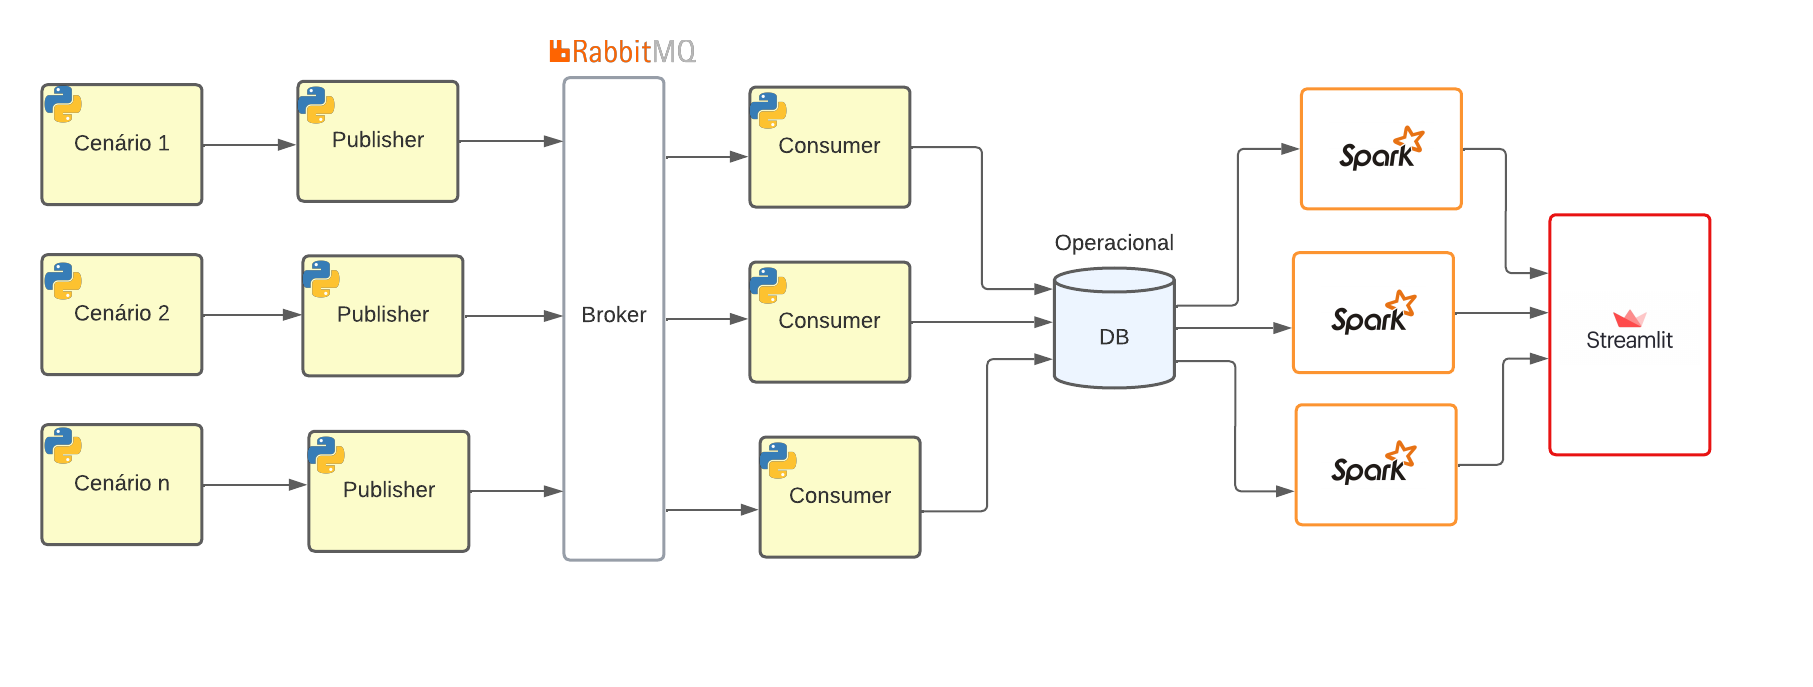 RabbitMQ
Cenário 1
Publisher
Consumer
Spark
Operacional
Cenário 2
Publisher
Broker
Consumer
DB
Spark
Streamlit
Cenário n
Publisher
Consumer
Spark